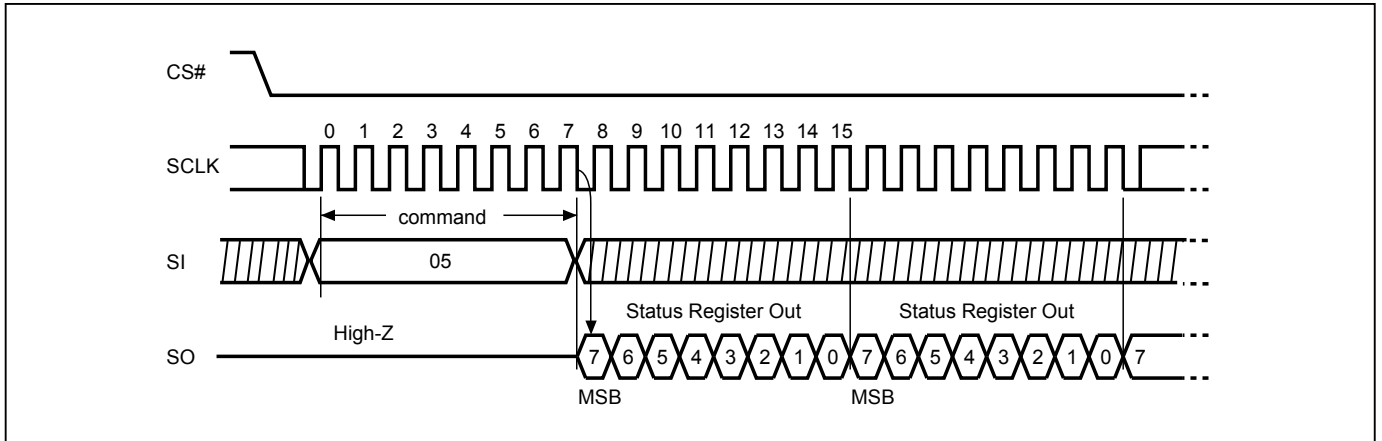 CS#
0 1 2 3 4 5 6 7 8 9 10 11 12 13 14 15
SCLK
command
SI
05
Status Register Out Status Register Out
High-Z
SO
7 6 5 4 3 2 1 0 7 6 5 4 3 2 1 0 7
MSB MSB